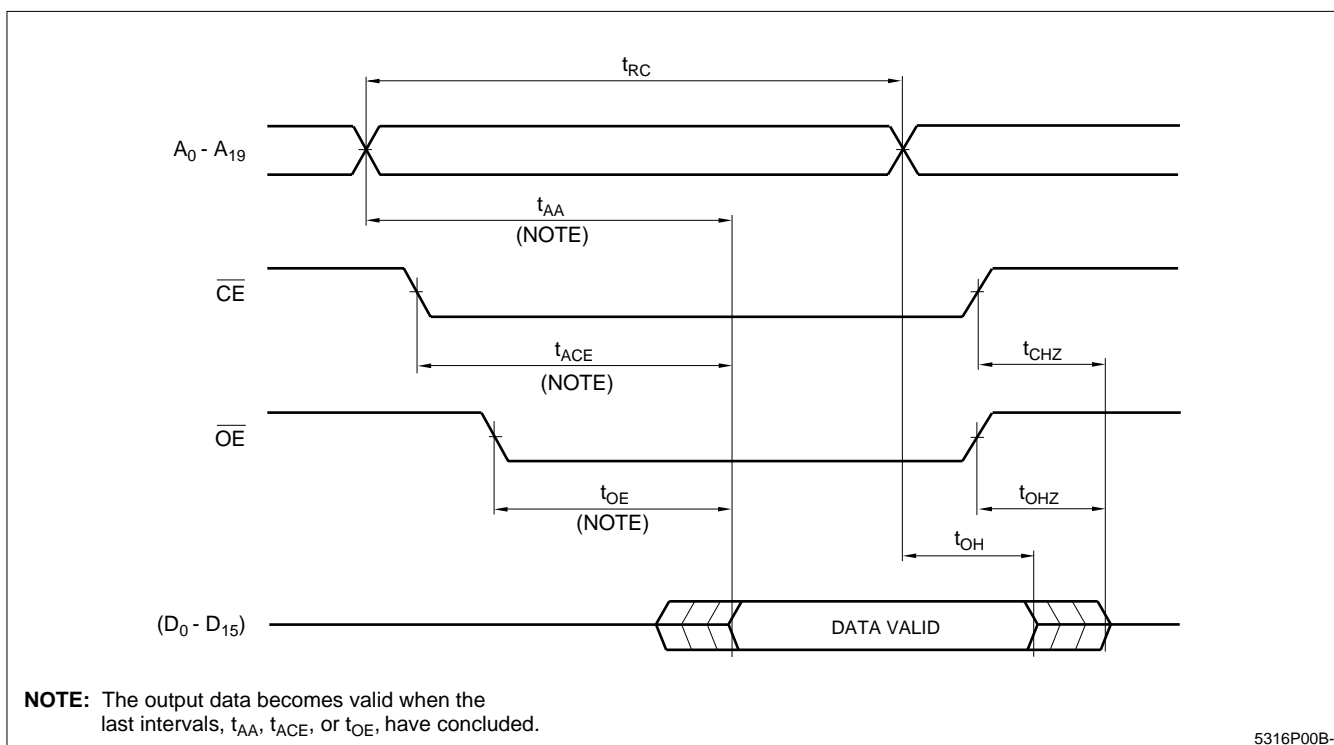 tRC
A0 - A19
tAA
(NOTE)
CE
tACE
(NOTE)
tCHZ
OE
tOE
(NOTE)
tOHZ
tOH
(D0 - D15)
DATA VALID
NOTE: The output data becomes valid when the
last intervals, tAA, tACE, or tOE, have concluded.
5316P00B-